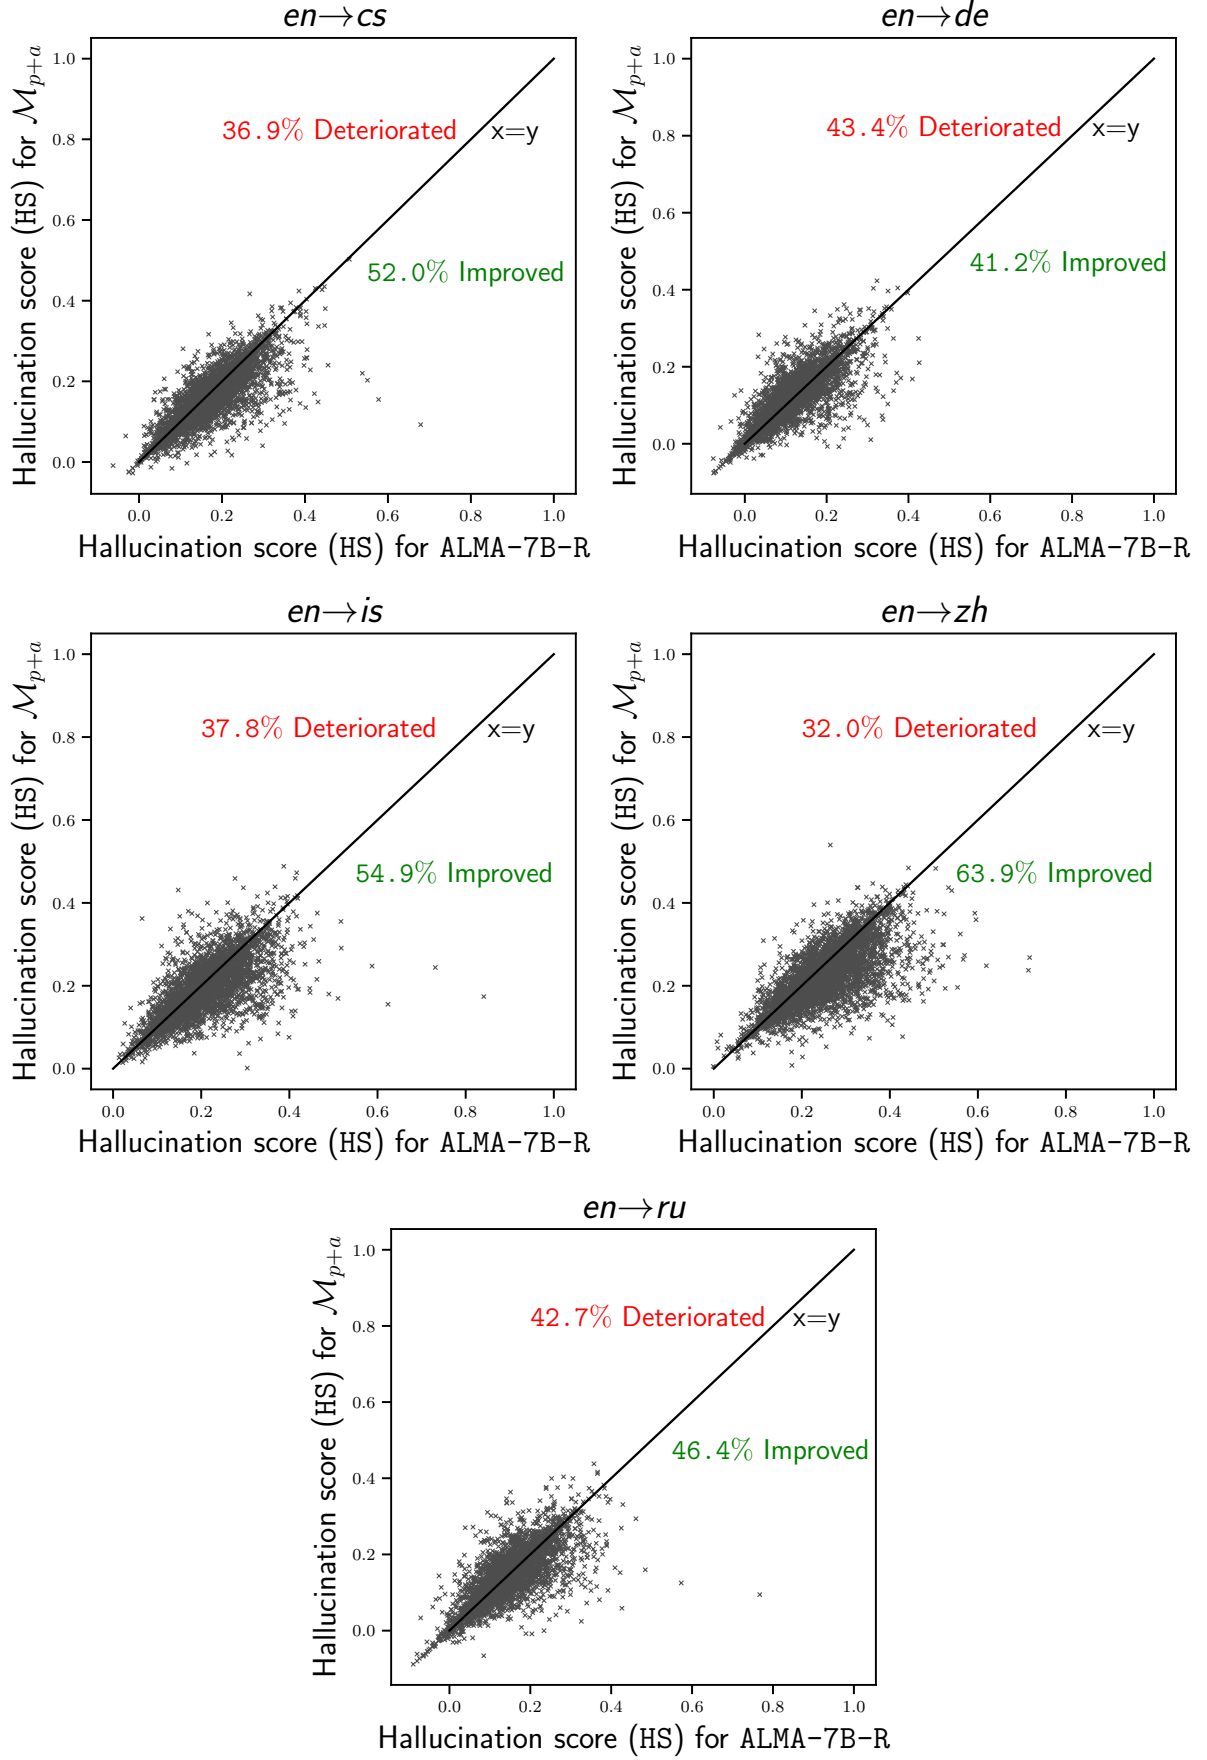 en→cs
Hallucination score (HS) for M_{p+a}
1.0
0.8
0.6
0.4
0.2
0.0
36.9% Deteriorated
x=y
52.0% Improved
0.0 0.2 0.4 0.6 0.8 1.0
Hallucination score (HS) for ALMA-7B-R
en→de
Hallucination score (HS) for M_{p+a}
1.0
0.8
0.6
0.4
0.2
0.0
43.4% Deteriorated
x=y
41.2% Improved
0.0 0.2 0.4 0.6 0.8 1.0
Hallucination score (HS) for ALMA-7B-R
en→is
Hallucination score (HS) for M_{p+a}
1.0
0.8
0.6
0.4
0.2
0.0
37.8% Deteriorated
x=y
54.9% Improved
0.0 0.2 0.4 0.6 0.8 1.0
Hallucination score (HS) for ALMA-7B-R
en→zh
Hallucination score (HS) for M_{p+a}
1.0
0.8
0.6
0.4
0.2
0.0
32.0% Deteriorated
x=y
63.9% Improved
0.0 0.2 0.4 0.6 0.8 1.0
Hallucination score (HS) for ALMA-7B-R
en→ru
Hallucination score (HS) for M_{p+a}
1.0
0.8
0.6
0.4
0.2
0.0
42.7% Deteriorated
x=y
46.4% Improved
0.0 0.2 0.4 0.6 0.8 1.0
Hallucination score (HS) for ALMA-7B-R